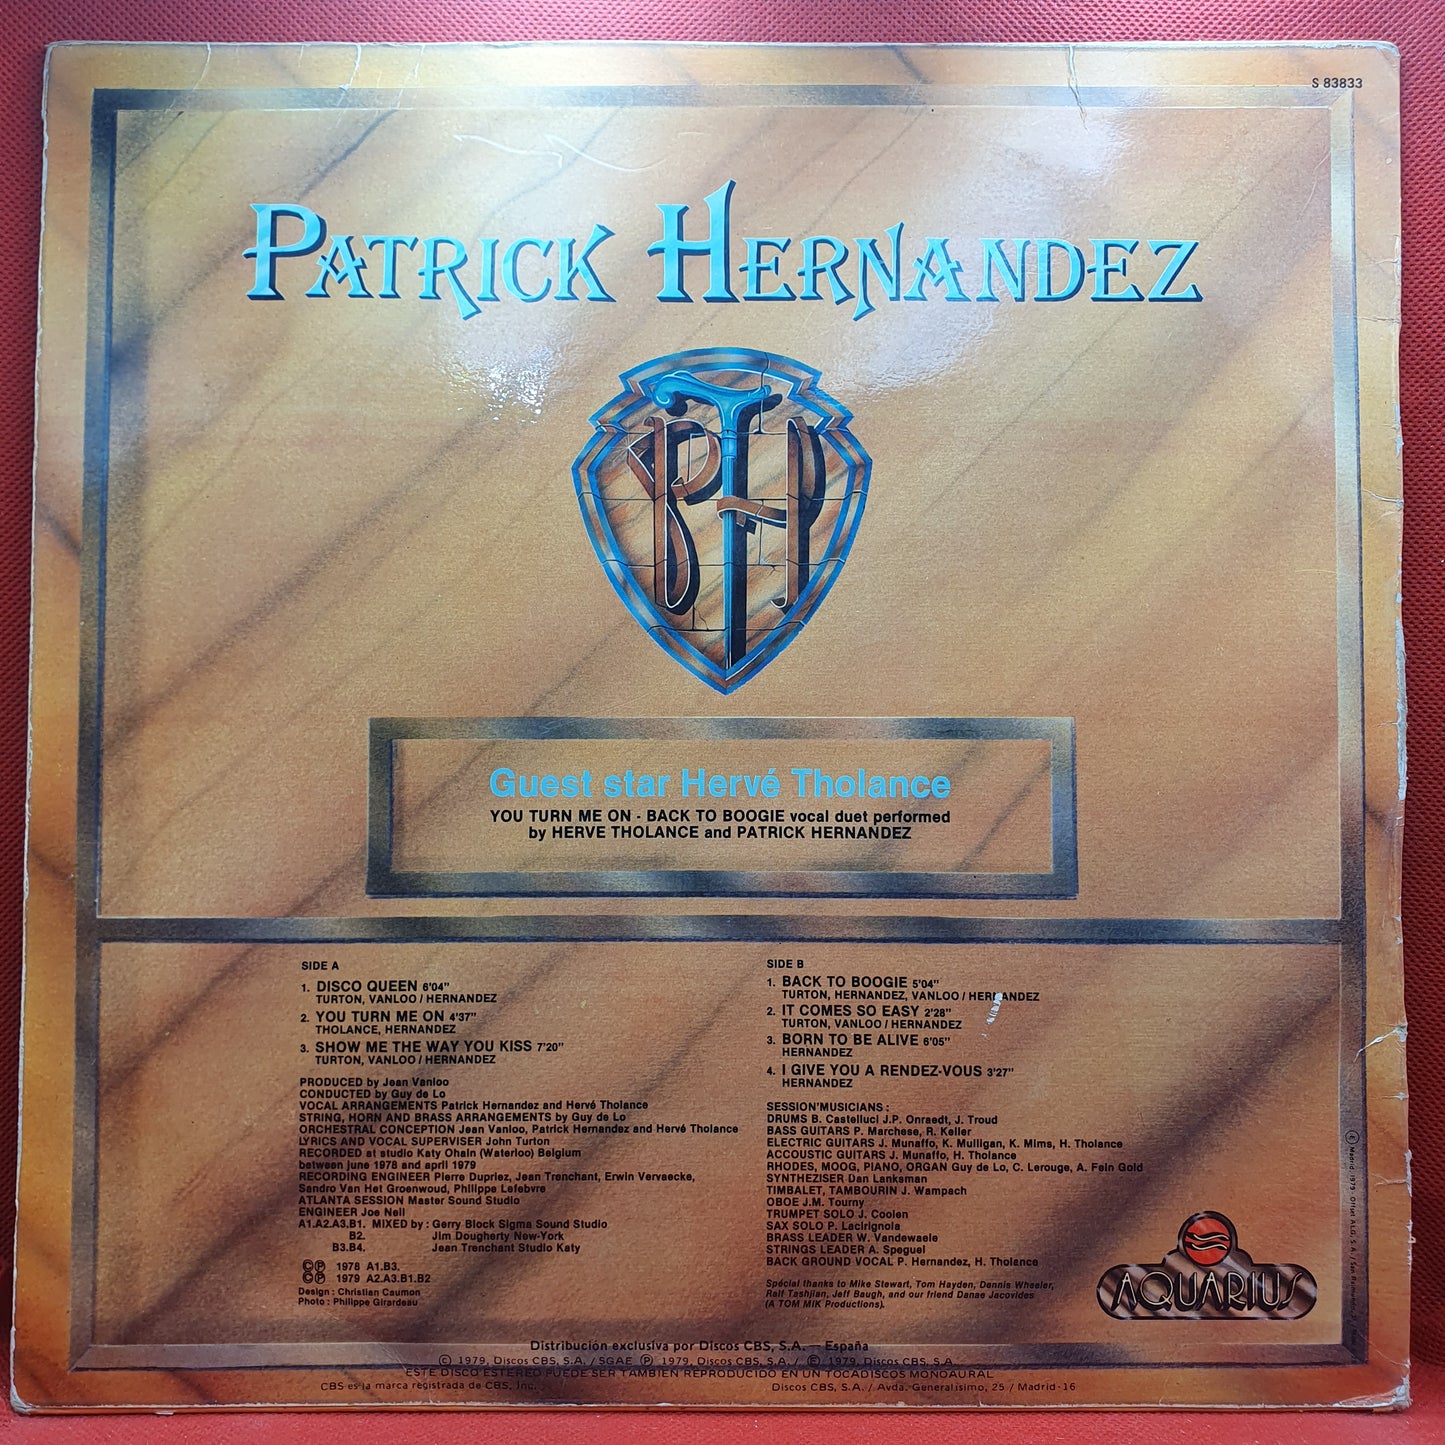 S 83833
PATRICK HERNANDEZ
PH
Guest star Hervé Tholance
YOU TURN ME ON - BACK TO BOOGIE vocal duet performed
by HERVE THOLANCE and PATRICK HERNANDEZ
SIDE A
1. DISCO QUEEN 6'04"
TURTON, VANLOO / HERNANDEZ
2. YOU TURN ME ON 4'37"
THOLANCE, HERNANDEZ
3. SHOW ME THE WAY YOU KISS 7'20"
TURTON, VANLOO / HERNANDEZ
PRODUCED by Jean Vanloo
CONDUCTED by Guy de Lo
VOCAL ARRANGEMENTS Patrick Hernandez and Hervé Tholance
STRING, HORN AND BRASS ARRANGEMENTS by Guy de Lo
ORCHESTRAL CONCEPTION Jean Vanloo, Patrick Hernandez and Hervé Tholance
LYRICS AND VOCAL SUPERVISER John Turton
RECORDED at studio Katy Ohain (Waterloo) Belgium
between june 1978 and april 1979
RECORDING ENGINEER Pierre Dupriez, Jean Trenchant, Erwin Vervaecke,
Sandro Van Het Groenwoud, Philippe Lefebvre
ATLANTA SESSION Master Sound Studio
ENGINEER Joe Neil
A1.A2.A3.B1. MIXED by : Gerry Block Sigma Sound Studio
B2. Jim Dougherty New-York
B3.B4. Jean Trenchant Studio Katy
© ℗ 1978 A1.B3.
© ℗ 1979 A2.A3.B1.B2
Design : Christian Caumon
Photo : Philippe Girardeau
SIDE B
1. BACK TO BOOGIE 5'04"
TURTON, HERNANDEZ, VANLOO / HERNANDEZ
2. IT COMES SO EASY 2'28"
TURTON, VANLOO / HERNANDEZ
3. BORN TO BE ALIVE 6'05"
HERNANDEZ
4. I GIVE YOU A RENDEZ-VOUS 3'27"
HERNANDEZ
SESSION'MUSICIANS :
DRUMS B. Castelluci J.P. Onraedt, J. Troud
BASS GUITARS P. Marchese, R. Keller
ELECTRIC GUITARS J. Munaffo, K. Mulligan, K. Mims, H. Tholance
ACCOUSTIC GUITARS J. Munaffo, H. Tholance
RHODES, MOOG, PIANO, ORGAN Guy de Lo, C. Lerouge, A. Fein Gold
SYNTHEZISER Dan Lanksman
TIMBALET, TAMBOURIN J. Wampach
OBOE J.M. Tourny
TRUMPET SOLO J. Coolen
SAX SOLO P. Lacirignola
BRASS LEADER W. Vandewaele
STRINGS LEADER A. Speguel
BACK GROUND VOCAL P. Hernandez, H. Tholance
Spécial thanks to Mike Stewart, Tom Hayden, Dennis Wheeler,
Ralf Tashjian, Jeff Baugh, and our friend Danae Jacovides
(A TOM MIK Productions).
AQUARIUS
© Madrid 1979 - Offset A.L.G. S.A. / San Romualdo,
Distribución exclusiva por Discos CBS, S.A. — España
© 1979, Discos CBS, S.A. / SGAE ℗ 1979, Discos CBS, S.A. / Ⓔ 1979, Discos CBS, S.A.
ESTE DISCO ESTEREO PUEDE SER TAMBIEN REPRODUCIDO EN UN TOCADISCOS MONOAURAL
CBS es la marca registrada de CBS, Inc. Discos CBS, S.A. / Avda. Generalísimo, 25 / Madrid-16